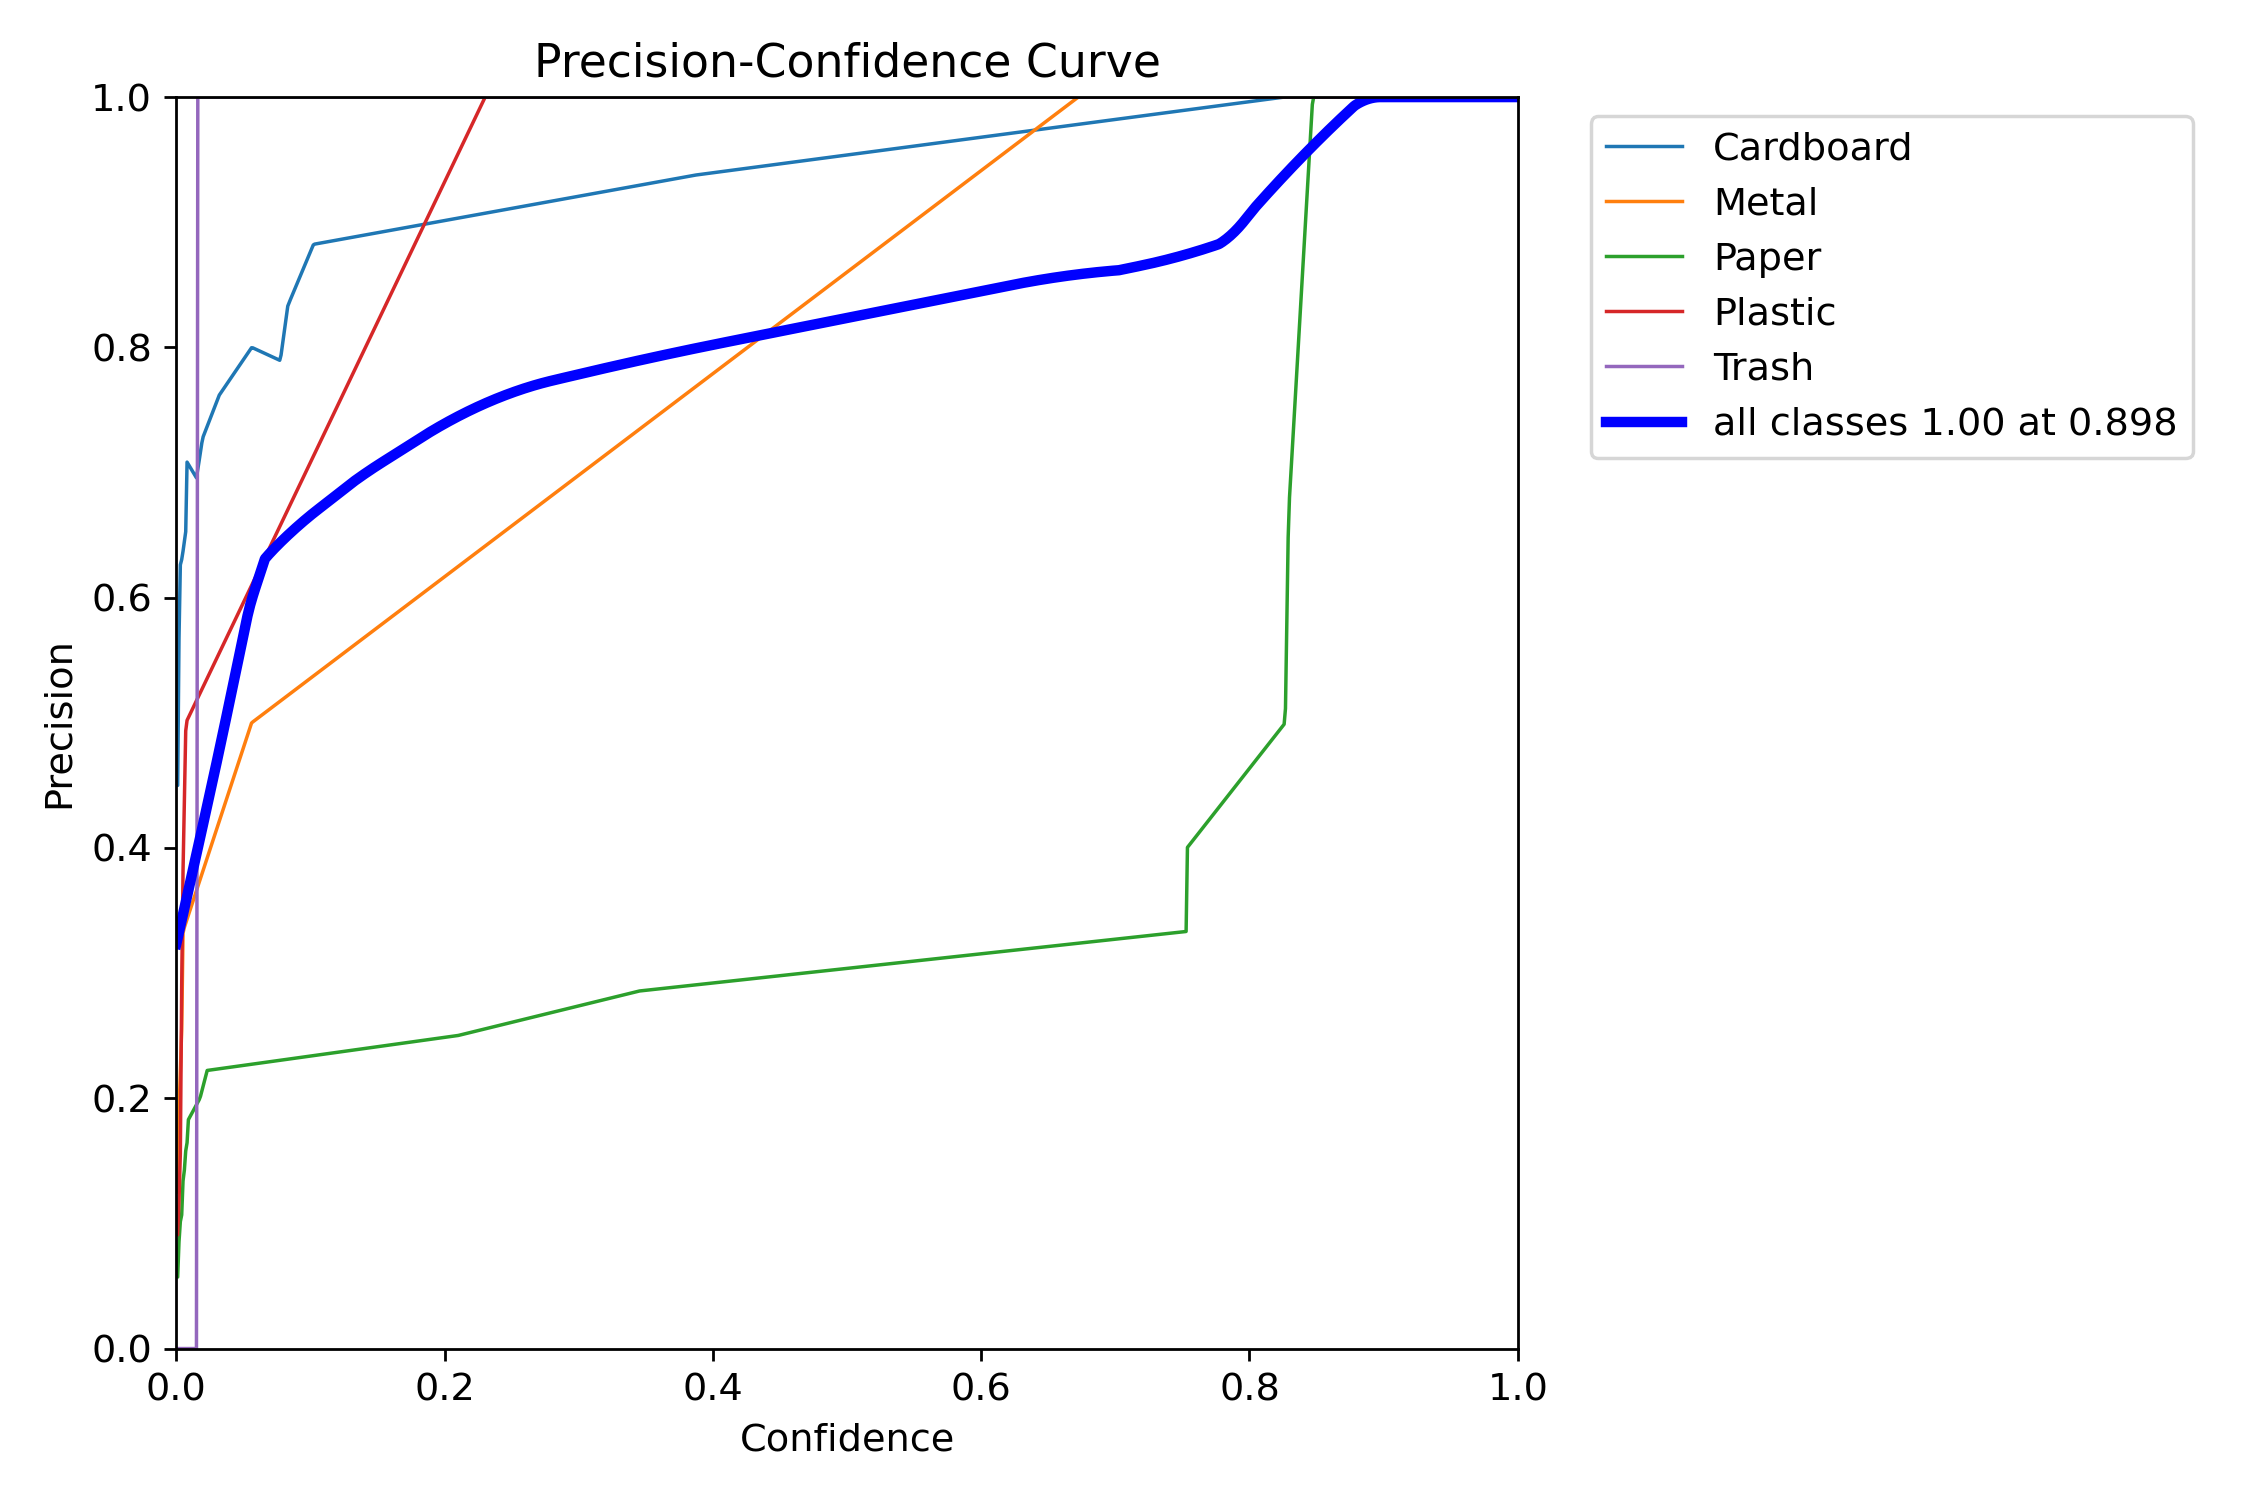 Precision-Confidence Curve
1.0
0.8
0.6
0.4
0.2
0.0
Precision
0.0 0.2 0.4 0.6 0.8 1.0
Confidence
Cardboard
Metal
Paper
Plastic
Trash
all classes 1.00 at 0.898